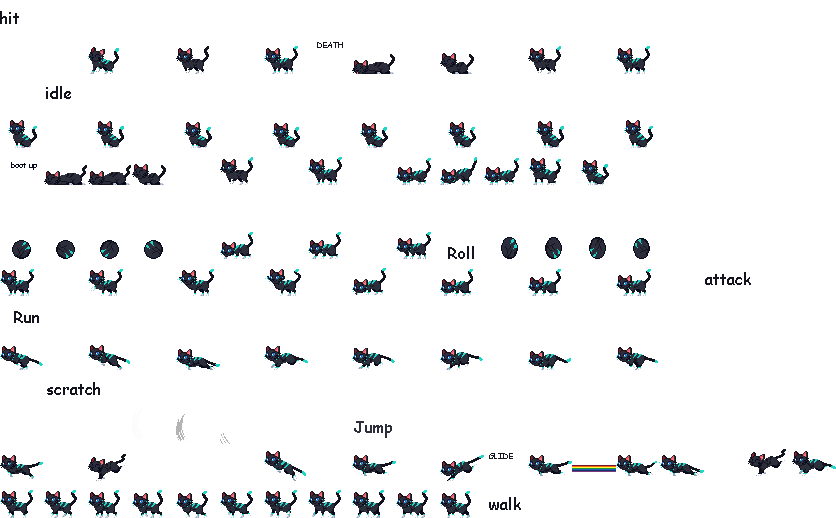 hit
DEATH
idle
boot up
Roll
attack
Run
scratch
Jump
GLIDE
walk